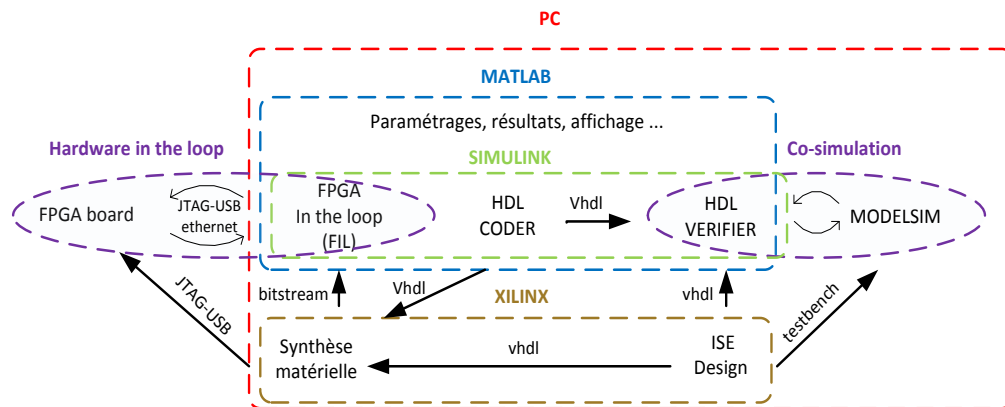 PC
MATLAB
Paramétrages, résultats, affichage ...
Hardware in the loop
SIMULINK
Co-simulation
FPGA board
JTAG-USB
ethernet
FPGA
In the loop
(FIL)
HDL
CODER
Vhdl
HDL
VERIFIER
MODELSIM
JTAG-USB
bitstream
Vhdl
XILINX
vhdl
testbench
Synthèse
matérielle
vhdl
ISE
Design